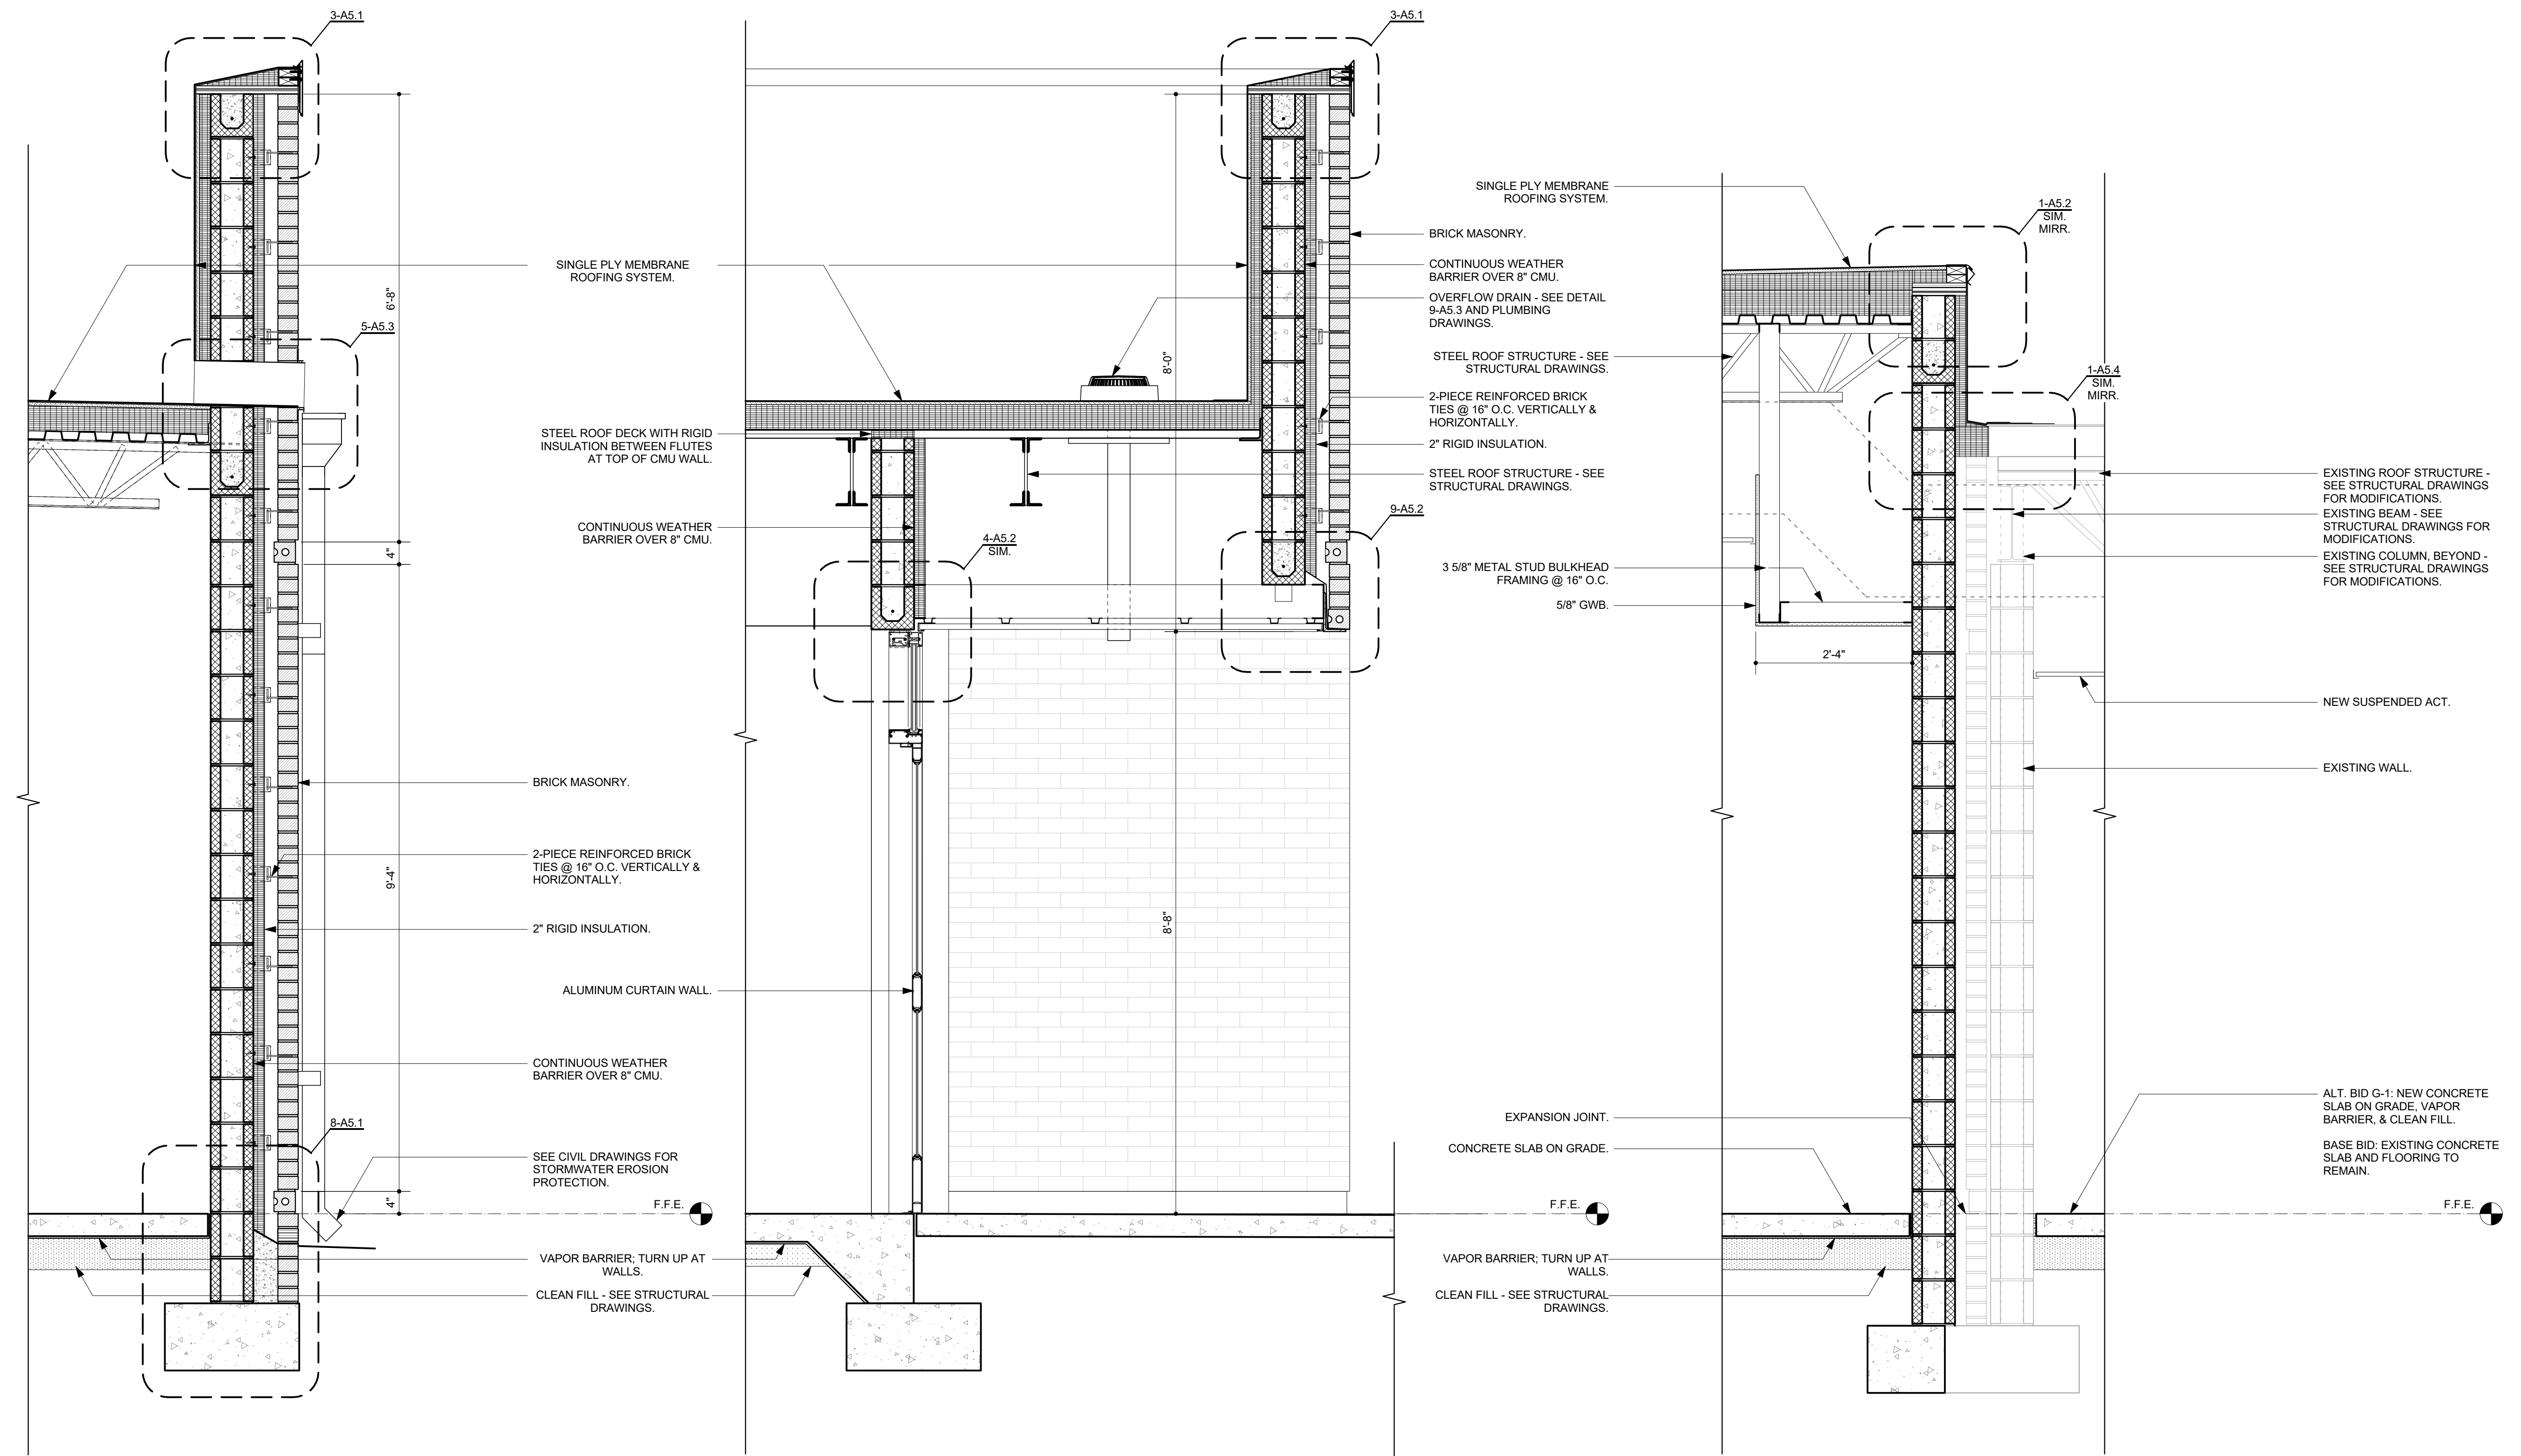 3-A5.1
5-A5.3
8-A5.1
6'-8"
4"
9'-4"
4"
SINGLE PLY MEMBRANE
ROOFING SYSTEM.
STEEL ROOF DECK WITH RIGID
INSULATION BETWEEN FLUTES
AT TOP OF CMU WALL.
CONTINUOUS WEATHER
BARRIER OVER 8" CMU.
BRICK MASONRY.
2-PIECE REINFORCED BRICK
TIES @ 16" O.C. VERTICALLY &
HORIZONTALLY.
2" RIGID INSULATION.
ALUMINUM CURTAIN WALL.
CONTINUOUS WEATHER
BARRIER OVER 8" CMU.
SEE CIVIL DRAWINGS FOR
STORMWATER EROSION
PROTECTION.
F.F.E.
VAPOR BARRIER; TURN UP AT
WALLS.
CLEAN FILL - SEE STRUCTURAL
DRAWINGS.
3-A5.1
4-A5.2
SIM.
9-A5.2
8'-0"
8'-8"
SINGLE PLY MEMBRANE
ROOFING SYSTEM.
BRICK MASONRY.
CONTINUOUS WEATHER
BARRIER OVER 8" CMU.
OVERFLOW DRAIN - SEE DETAIL
9-A5.3 AND PLUMBING
DRAWINGS.
STEEL ROOF STRUCTURE - SEE
STRUCTURAL DRAWINGS.
2-PIECE REINFORCED BRICK
TIES @ 16" O.C. VERTICALLY &
HORIZONTALLY.
2" RIGID INSULATION.
STEEL ROOF STRUCTURE - SEE
STRUCTURAL DRAWINGS.
3 5/8" METAL STUD BULKHEAD
FRAMING @ 16" O.C.
5/8" GWB.
EXPANSION JOINT.
CONCRETE SLAB ON GRADE.
F.F.E.
VAPOR BARRIER; TURN UP AT
WALLS.
CLEAN FILL - SEE STRUCTURAL
DRAWINGS.
1-A5.2
SIM.
MIRR.
1-A5.4
SIM.
MIRR.
2'-4"
EXISTING ROOF STRUCTURE -
SEE STRUCTURAL DRAWINGS
FOR MODIFICATIONS.
EXISTING BEAM - SEE
STRUCTURAL DRAWINGS FOR
MODIFICATIONS.
EXISTING COLUMN, BEYOND -
SEE STRUCTURAL DRAWINGS
FOR MODIFICATIONS.
NEW SUSPENDED ACT.
EXISTING WALL.
ALT. BID G-1: NEW CONCRETE
SLAB ON GRADE, VAPOR
BARRIER, & CLEAN FILL.
BASE BID: EXISTING CONCRETE
SLAB AND FLOORING TO
REMAIN.
F.F.E.